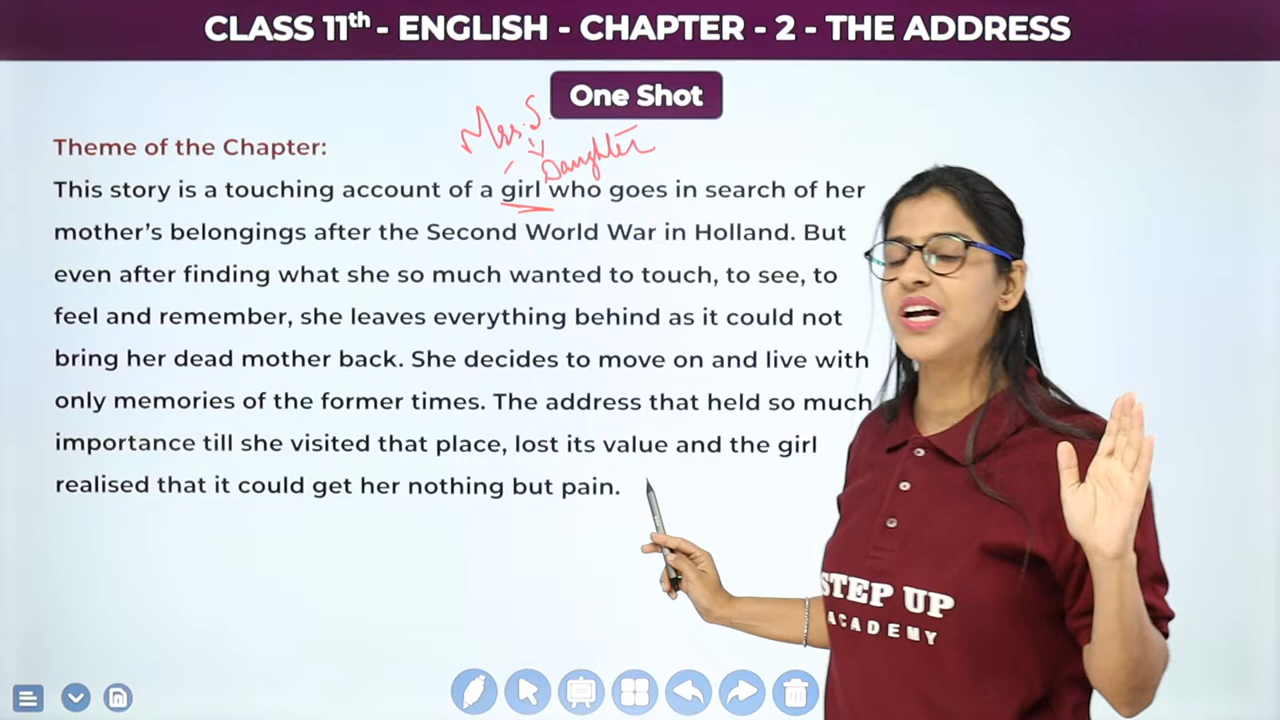 CLASS 11th - ENGLISH - CHAPTER - 2 - THE ADDRESS
One Shot
Mrs. S.
Daughter
Theme of the Chapter:
This story is a touching account of a girl who goes in search of her
mother's belongings after the Second World War in Holland. But
even after finding what she so much wanted to touch, to see, to
feel and remember, she leaves everything behind as it could not
bring her dead mother back. She decides to move on and live with
only memories of the former times. The address that held so much
importance till she visited that place, lost its value and the girl
realised that it could get her nothing but pain.
STEP UP
ACADEMY